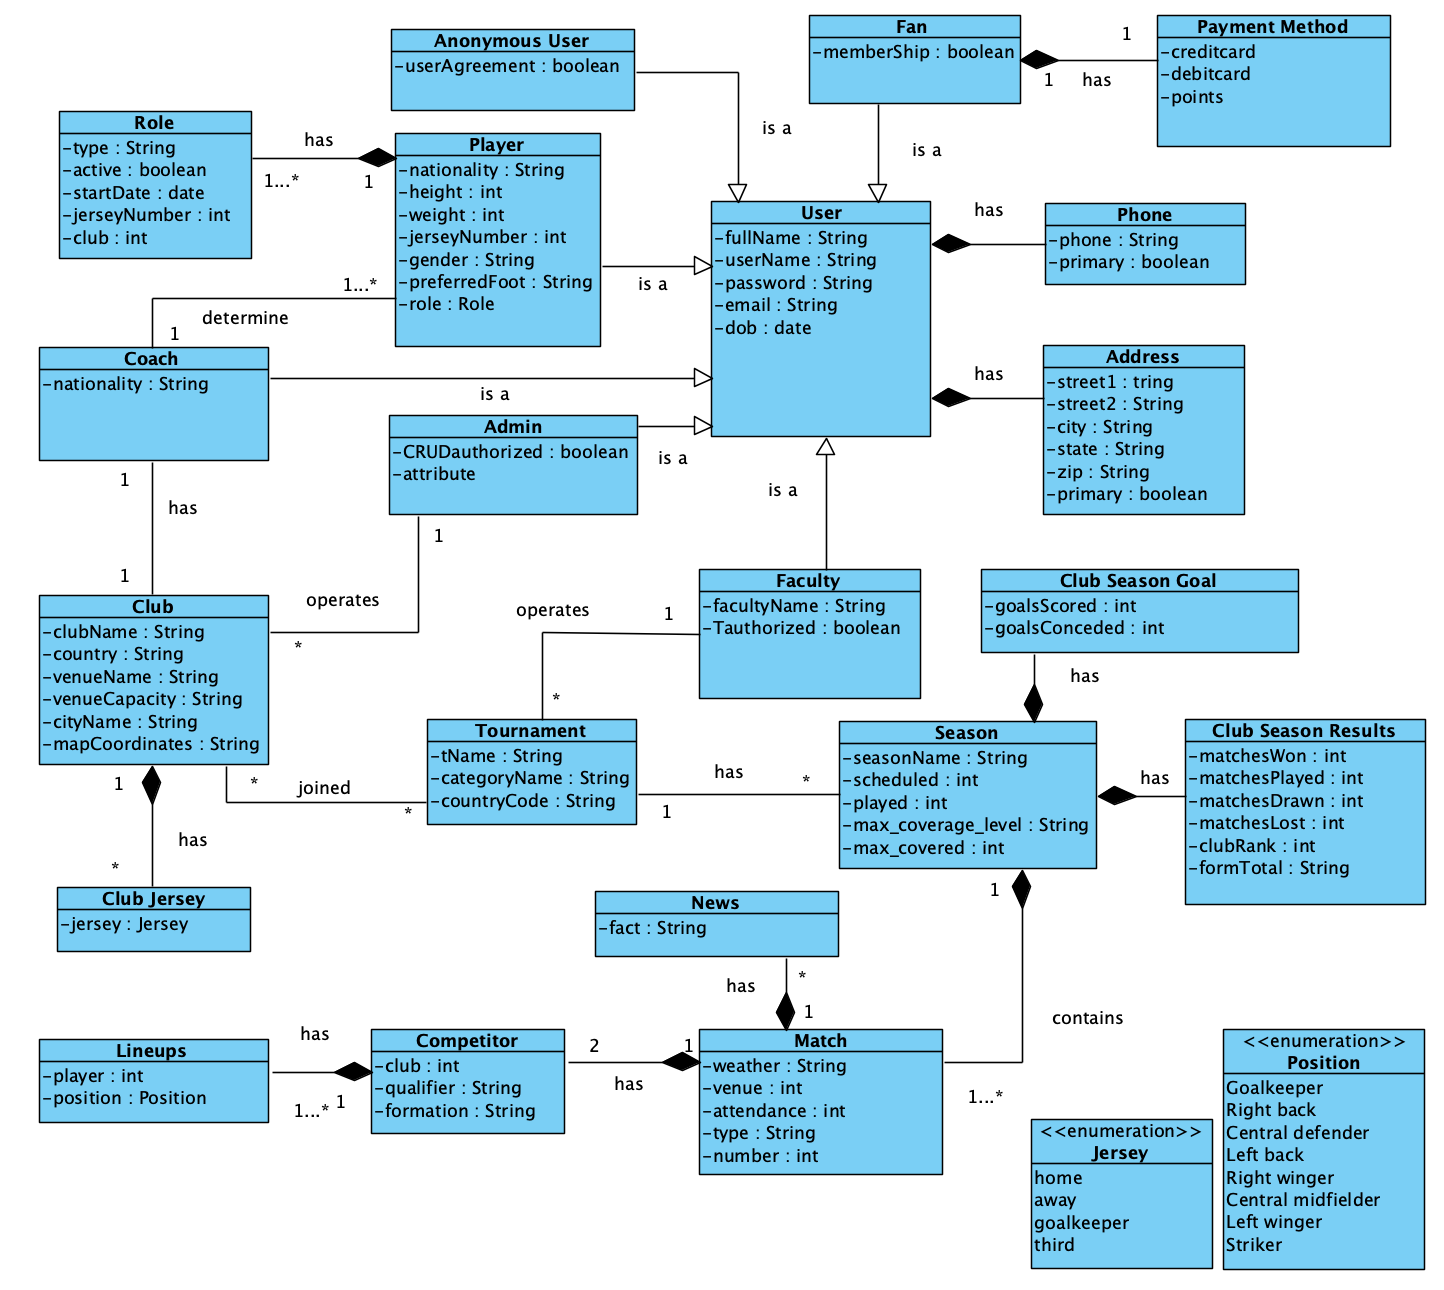 Anonymous User
-userAgreement : boolean
Fan
-memberShip : boolean
1
1
has
Payment Method
-creditcard
-debitcard
-points
is a
is a
Role
-type : String
-active : boolean
-startDate : date
-jerseyNumber : int
-club : int
has
1...*
1
Player
-nationality : String
-height : int
-weight : int
-jerseyNumber : int
-gender : String
-preferredFoot : String
-role : Role
is a
User
-fullName : String
-userName : String
-password : String
-email : String
-dob : date
has
Phone
-phone : String
-primary : boolean
has
Address
-street1 : tring
-street2 : String
-city : String
-state : String
-zip : String
-primary : boolean
1...*
determine
1
Coach
-nationality : String
is a
Admin
-CRUDauthorized : boolean
-attribute
is a
is a
1
has
1
1
operates
*
Club
-clubName : String
-country : String
-venueName : String
-venueCapacity : String
-cityName : String
-mapCoordinates : String
operates
1
*
Faculty
-facultyName : String
-Tauthorized : boolean
Club Season Goal
-goalsScored : int
-goalsConceded : int
has
Tournament
-tName : String
-categoryName : String
-countryCode : String
*
joined
*
has
*
1
Season
-seasonName : String
-scheduled : int
-played : int
-max_coverage_level : String
-max_covered : int
has
Club Season Results
-matchesWon : int
-matchesPlayed : int
-matchesDrawn : int
-matchesLost : int
-clubRank : int
-formTotal : String
1
has
*
Club Jersey
-jersey : Jersey
News
-fact : String
has
*
1
1
contains
1...*
Lineups
-player : int
-position : Position
has
1...*
1
Competitor
-club : int
-qualifier : String
-formation : String
2
1
has
Match
-weather : String
-venue : int
-attendance : int
-type : String
-number : int
<<enumeration>>
Jersey
home
away
goalkeeper
third
<<enumeration>>
Position
Goalkeeper
Right back
Central defender
Left back
Right winger
Central midfielder
Left winger
Striker